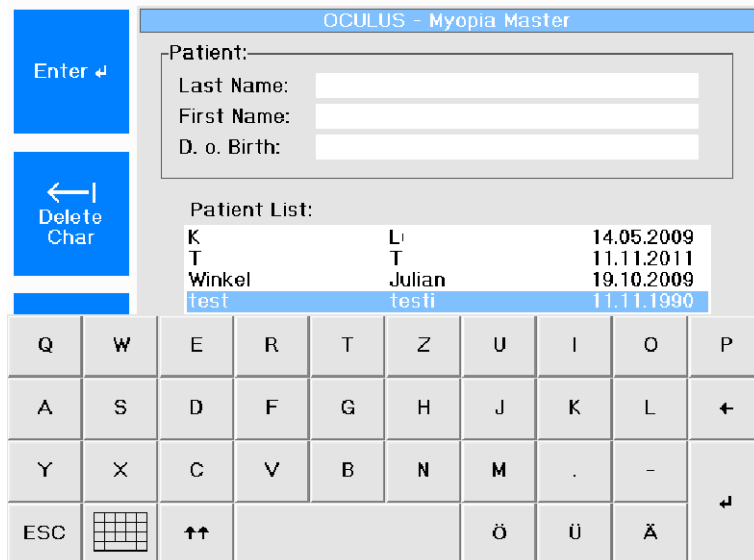 OCULUS - Myopia Master
Enter ↵
Patient:
Last Name:
First Name:
D. o. Birth:
Delete
Char
Patient List:
K 14.05.2009
T T 11.11.2011
Winkel Julian 19.10.2009
test testi 11.11.1990
Q W E R T Z U I O P
A S D F G H J K L ←
Y X C V B N M . -
ESC ↑↑ Ö Ü Ä ↵